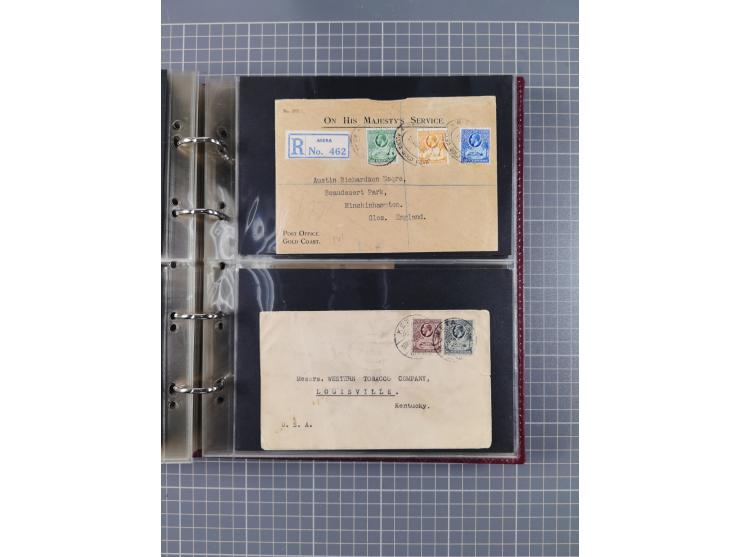 On His Majesty's Service.
R
ACCRA
No. 462
Austin Richardson Esqre,
Beaudesert Park,
Minchinhampton.
Glos. England.
Post Office,
Gold Coast.
Messrs. WESTERN TOBACCO COMPANY,
LOUISVILLE.
Kentucky.
U. S. A.